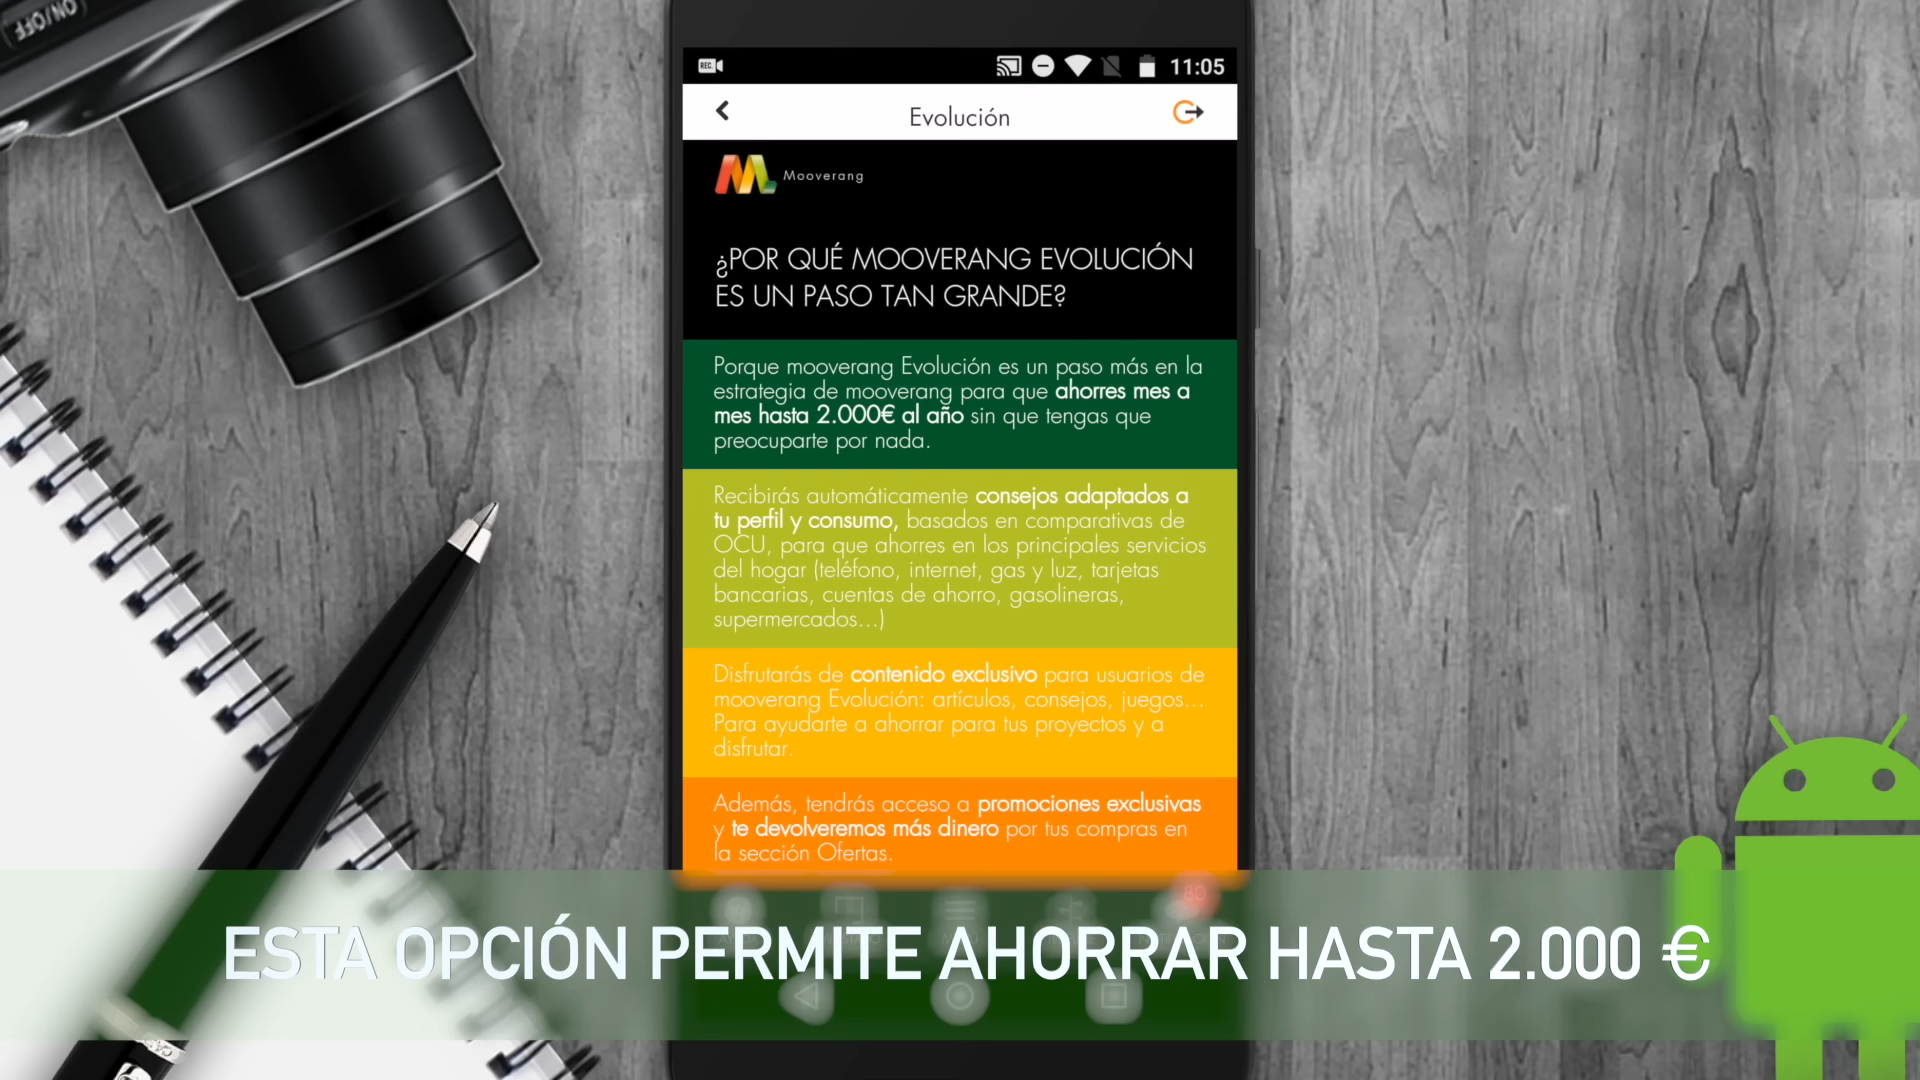 ON/OFF
REC.
11:05
Evolución
Mooverang
¿POR QUÉ MOOVERANG EVOLUCIÓN
ES UN PASO TAN GRANDE?
Porque mooverang Evolución es un paso más en la
estrategia de mooverang para que ahorres mes a
mes hasta 2.000€ al año sin que tengas que
preocuparte por nada.
Recibirás automáticamente consejos adaptados a
tu perfil y consumo, basados en comparativas de
OCU, para que ahorres en los principales servicios
del hogar (teléfono, internet, gas y luz, tarjetas
bancarias, cuentas de ahorro, gasolineras,
supermercados...)
Disfrutarás de contenido exclusivo para usuarios de
mooverang Evolución: artículos, consejos, juegos...
Para ayudarte a ahorrar para tus proyectos y a
disfrutar.
Además, tendrás acceso a promociones exclusivas
y te devolveremos más dinero por tus compras en
la sección Ofertas.
80
ESTA OPCIÓN PERMITE AHORRAR HASTA 2.000 €